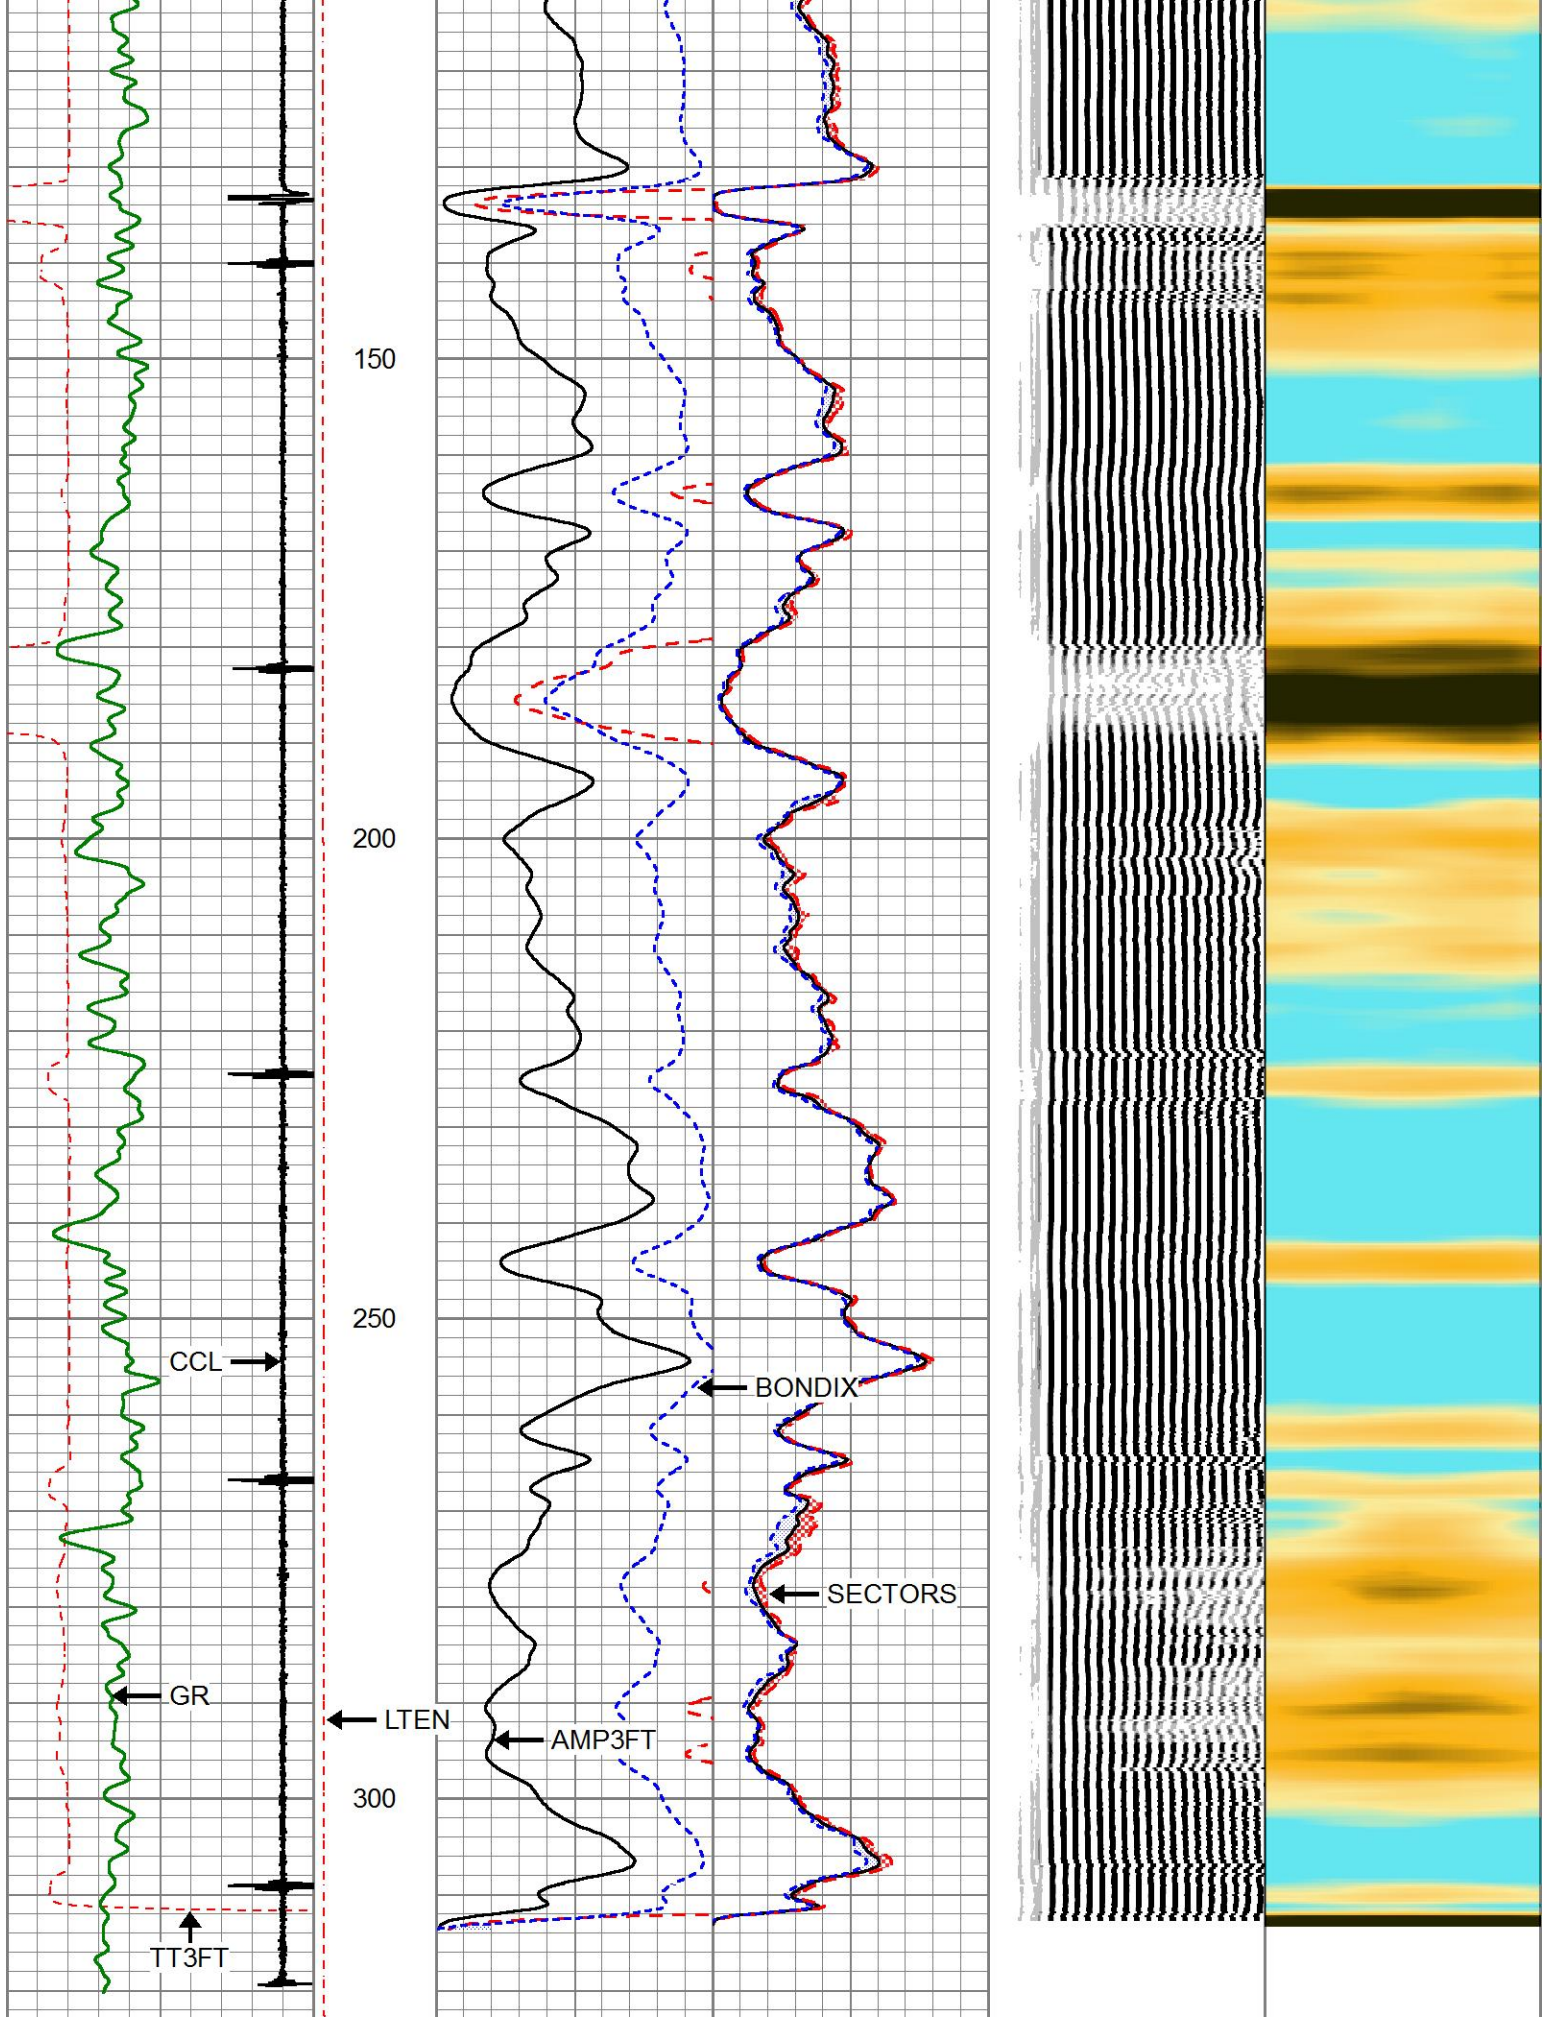 150
200
250
CCL
BONDIX
SECTORS
GR
LTEN
AMP3FT
300
TT3FT